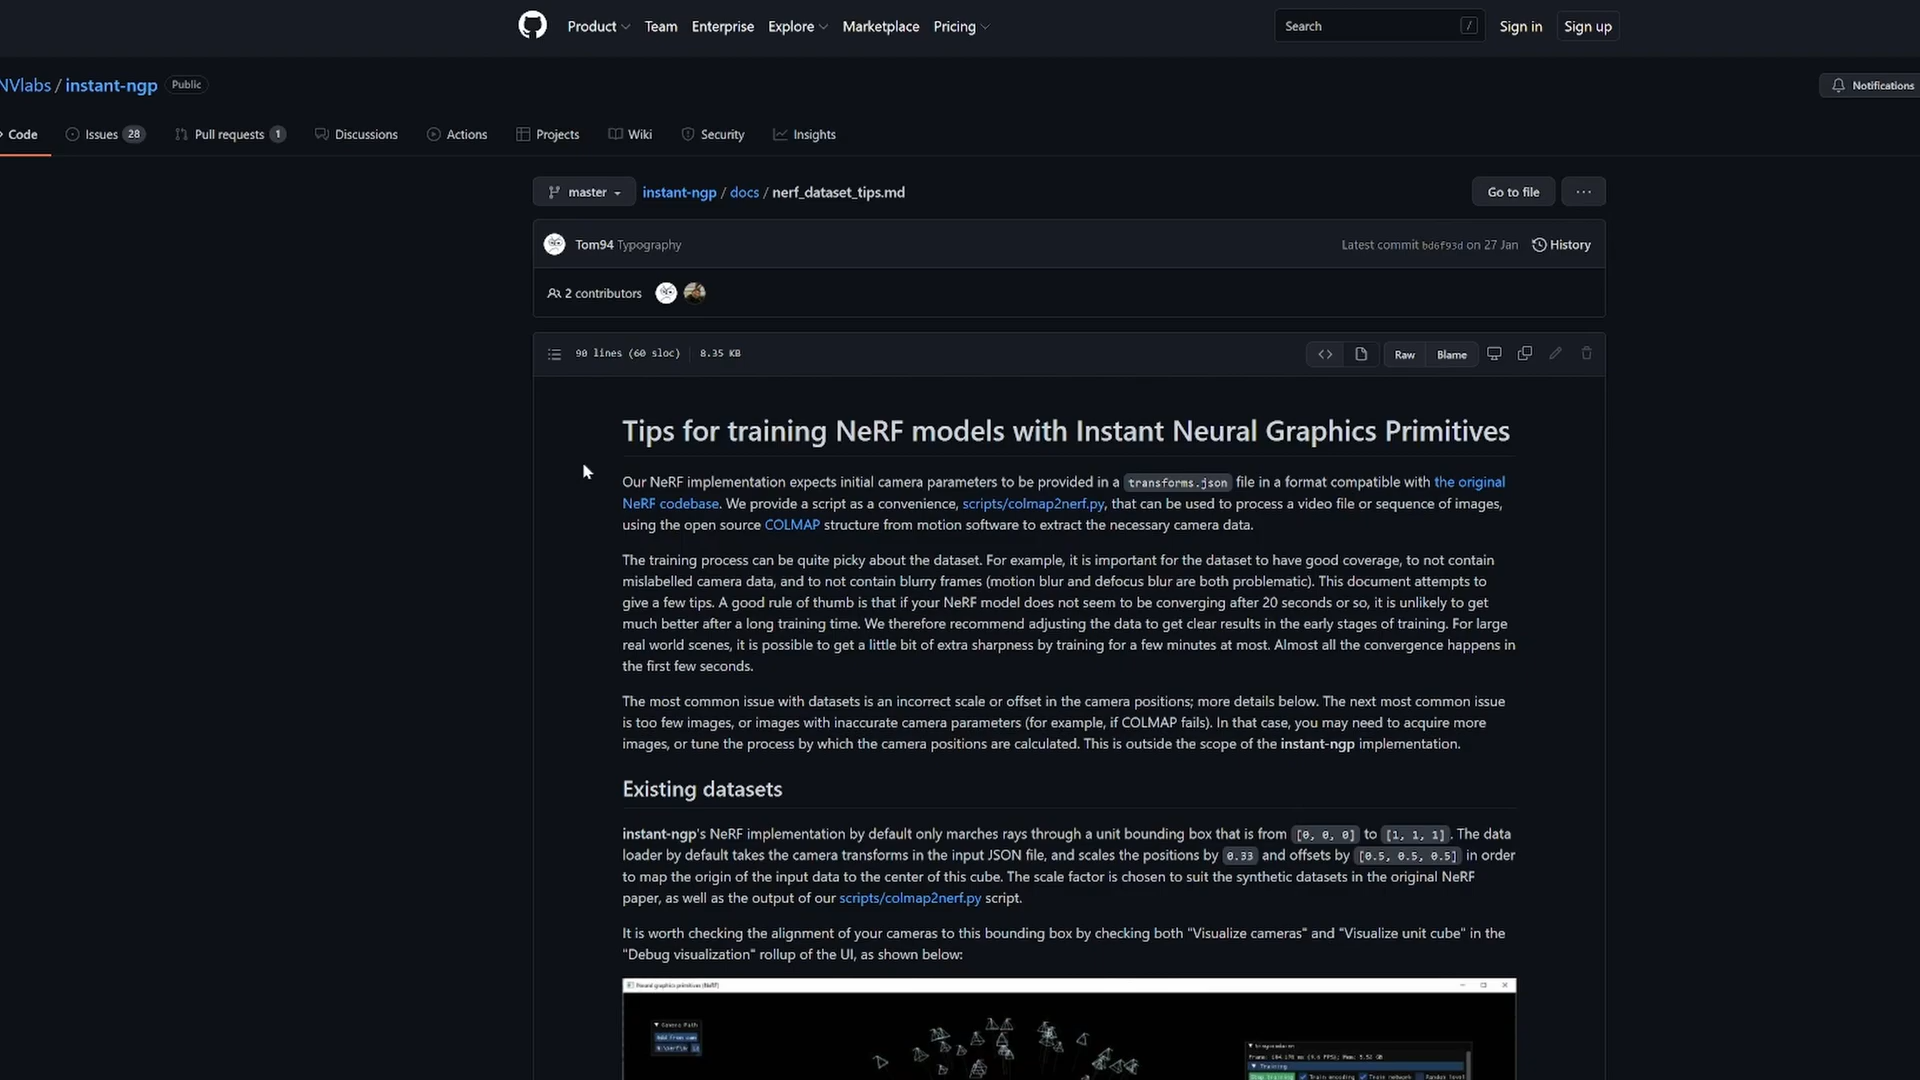 Product Team Enterprise Explore Marketplace Pricing Search / Sign in Sign up
NVlabs / instant-ngp Public Notifications
Code Issues 28 Pull requests 1 Discussions Actions Projects Wiki Security Insights
master instant-ngp / docs / nerf_dataset_tips.md Go to file ...
Tom94 Typography Latest commit bd6f93d on 27 Jan History
2 contributors
90 lines (60 sloc) 8.35 KB Raw Blame
Tips for training NeRF models with Instant Neural Graphics Primitives
Our NeRF implementation expects initial camera parameters to be provided in a transforms.json file in a format compatible with the original
NeRF codebase. We provide a script as a convenience, scripts/colmap2nerf.py, that can be used to process a video file or sequence of images,
using the open source COLMAP structure from motion software to extract the necessary camera data.
The training process can be quite picky about the dataset. For example, it is important for the dataset to have good coverage, to not contain
mislabelled camera data, and to not contain blurry frames (motion blur and defocus blur are both problematic). This document attempts to
give a few tips. A good rule of thumb is that if your NeRF model does not seem to be converging after 20 seconds or so, it is unlikely to get
much better after a long training time. We therefore recommend adjusting the data to get clear results in the early stages of training. For large
real world scenes, it is possible to get a little bit of extra sharpness by training for a few minutes at most. Almost all the convergence happens in
the first few seconds.
The most common issue with datasets is an incorrect scale or offset in the camera positions; more details below. The next most common issue
is too few images, or images with inaccurate camera parameters (for example, if COLMAP fails). In that case, you may need to acquire more
images, or tune the process by which the camera positions are calculated. This is outside the scope of the instant-ngp implementation.
Existing datasets
instant-ngp's NeRF implementation by default only marches rays through a unit bounding box that is from [0, 0, 0] to [1, 1, 1]. The data
loader by default takes the camera transforms in the input JSON file, and scales the positions by 0.33 and offsets by [0.5, 0.5, 0.5] in order
to map the origin of the input data to the center of this cube. The scale factor is chosen to suit the synthetic datasets in the original NeRF
paper, as well as the output of our scripts/colmap2nerf.py script.
It is worth checking the alignment of your cameras to this bounding box by checking both "Visualize cameras" and "Visualize unit cube" in the
"Debug visualization" rollup of the UI, as shown below:
Neural graphics primitives (NeRF)
Camera Path
Training
Stop training Train encoding Train network